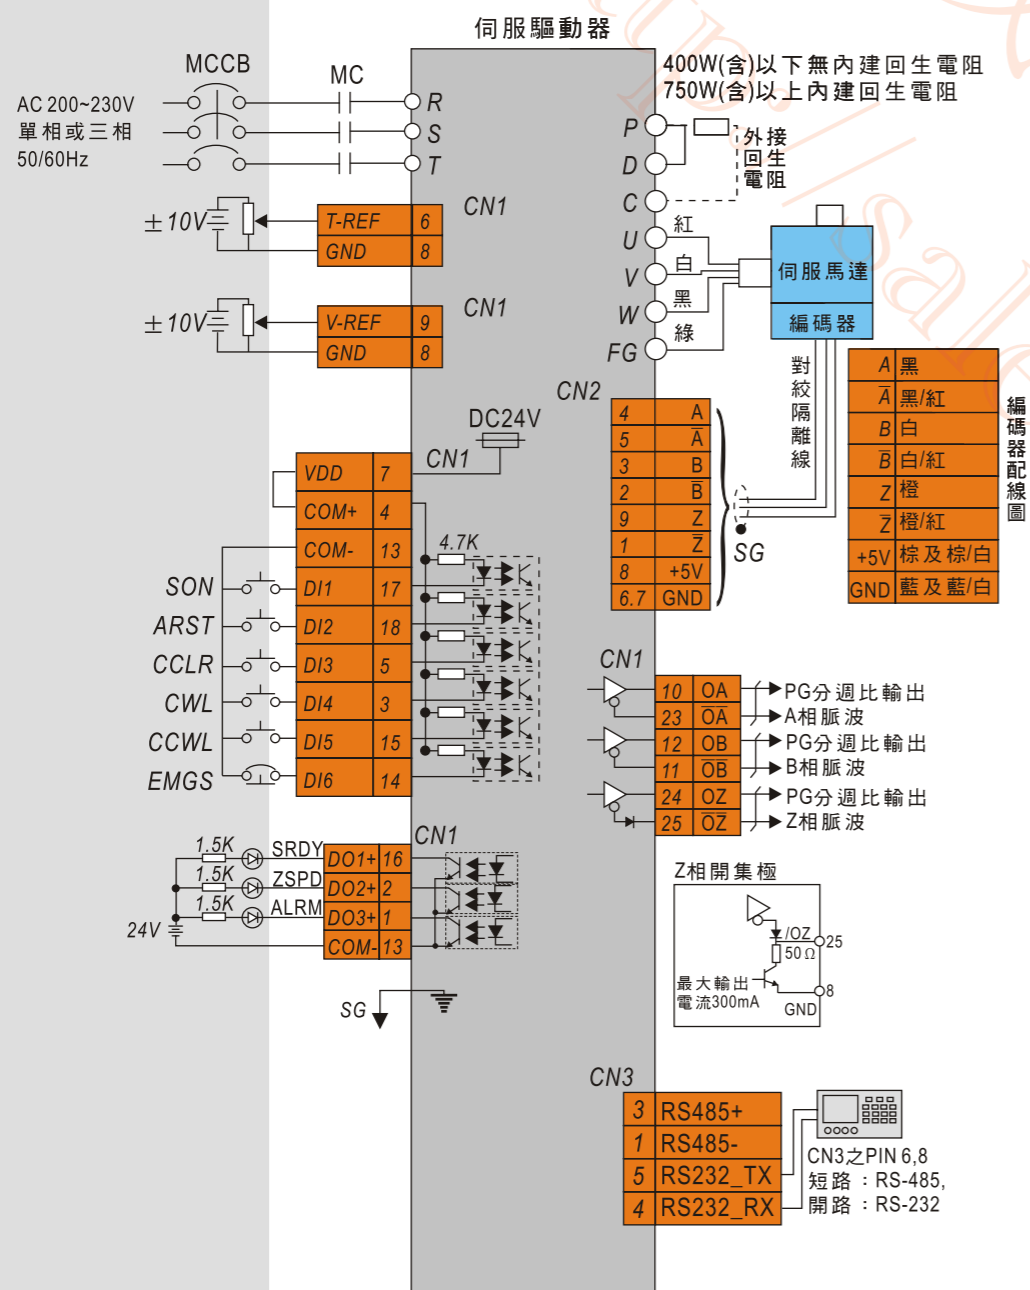 伺服驅動器
MCCB
MC
AC 200~230V
單相或三相
50/60Hz
R
S
T
400W(含)以下無內建回生電阻
750W(含)以上內建回生電阻
P
D
C
外接
回生
電阻
U
V
W
FG
紅
白
黑
綠
伺服馬達
編碼器
對絞隔離線
±10V
T-REF 6
GND 8
CN1
±10V
V-REF 9
GND 8
CN1
CN2
4 A
5 A̅
3 B
2 B̅
9 Z
1 Z̅
8 +5V
6.7 GND
SG
A 黑
A̅ 黑/紅
B 白
B̅ 白/紅
Z 橙
Z̅ 橙/紅
+5V 棕及棕/白
GND 藍及藍/白
編碼器配線圖
DC24V
CN1
VDD 7
COM+ 4
COM- 13
4.7K
SON DI1 17
ARST DI2 18
CCLR DI3 5
CWL DI4 3
CCWL DI5 15
EMGS DI6 14
CN1
10 OA PG分週比輸出
23 O̅A̅ A相脈波
12 OB PG分週比輸出
11 O̅B̅ B相脈波
24 OZ PG分週比輸出
25 O̅Z̅ Z相脈波
CN1
1.5K SRDY DO1+ 16
1.5K ZSPD DO2+ 2
1.5K ALRM DO3+ 1
24V COM- 13
SG
Z相開集極
/OZ
25
50Ω
最大輸出
電流300mA
8
GND
CN3
3 RS485+
1 RS485-
5 RS232_TX
4 RS232_RX
CN3之PIN 6,8
短路：RS-485,
開路：RS-232